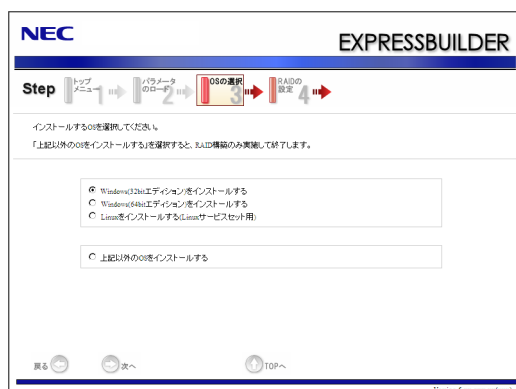 NEC
EXPRESSBUILDER
Step
トップ
メニュー 1
パラメータ
のロード 2
OSの選択
3
RAIDの
設定 4
インストールするOSを選択してください。
「上記以外のOSをインストールする」を選択すると、RAID構築のみ実施して終了します。
Windows(32bitエディション)をインストールする
Windows(64bitエディション)をインストールする
Linuxをインストールする(Linuxサービスセット用)
上記以外のOSをインストールする
戻る
次へ
TOPへ